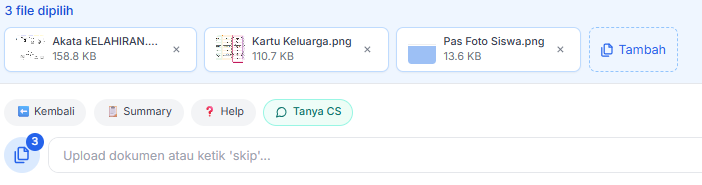 3 file dipilih
Akata kELAHIRAN....
158.8 KB
×
Kartu Keluarga.png
110.7 KB
×
Pas Foto Siswa.png
13.6 KB
×
Tambah
Kembali
Summary
Help
Tanya CS
3
Upload dokumen atau ketik 'skip'...